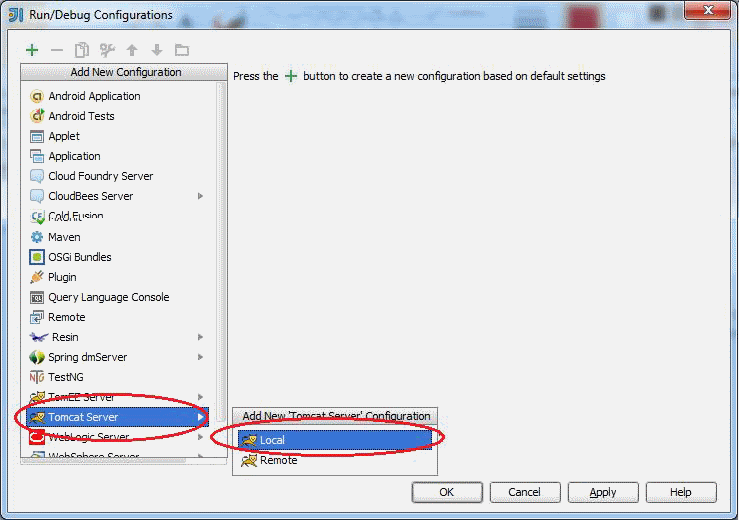 Run/Debug Configurations
Add New Configuration
Press the + button to create a new configuration based on default settings
Android Application
Android Tests
Applet
Application
Cloud Foundry Server
CloudBees Server
Cold Fusion
Maven
OSGi Bundles
Plugin
Query Language Console
Remote
Resin
Spring dmServer
TestNG
TomEE Server
Tomcat Server
WebLogic Server
WebSphere Server
Add New 'Tomcat Server' Configuration
Local
Remote
OK
Cancel
Apply
Help